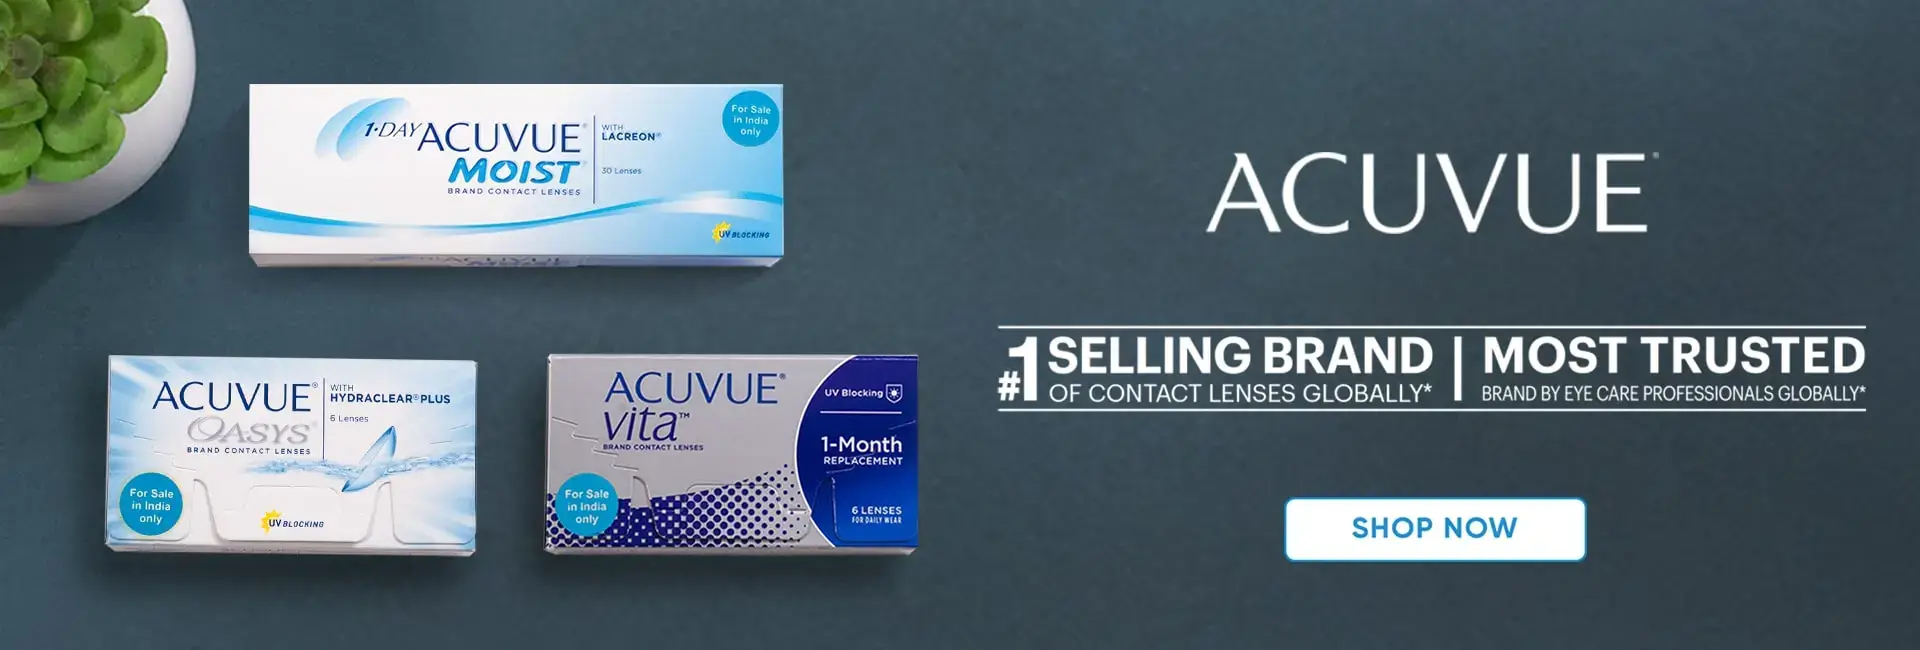 1·DAY ACUVUE®
MOIST®
BRAND CONTACT LENSES
WITH
LACREON®
30 Lenses
For Sale
in India
only
UV BLOCKING
MOIST
ACUVUE®
OASYS®
BRAND CONTACT LENSES
WITH
HYDRACLEAR® PLUS
6 Lenses
For Sale
in India
only
UV BLOCKING
ACUVUE®
vita™
BRAND CONTACT LENSES
For Sale
in India
only
UV Blocking
1-Month
REPLACEMENT
6 LENSES
FOR DAILY WEAR
ACUVUE®
#1 SELLING BRAND
OF CONTACT LENSES GLOBALLY*
MOST TRUSTED
BRAND BY EYE CARE PROFESSIONALS GLOBALLY*
SHOP NOW